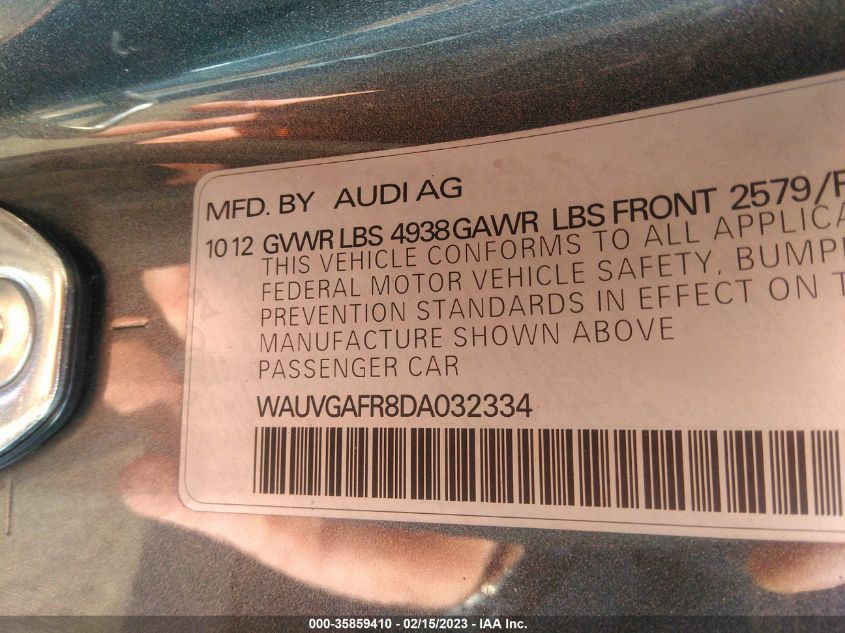 MFD. BY AUDI AG
10 12 GVWR LBS 4938 GAWR LBS FRONT 2579/
THIS VEHICLE CONFORMS TO ALL
FEDERAL MOTOR VEHICLE SAFETY,
PREVENTION STANDARDS IN EFFECT ON
MANUFACTURE SHOWN ABOVE
PASSENGER CAR
WAUVGAFR8DA032334
000-35859410 - 02/15/2023 - IAA Inc.